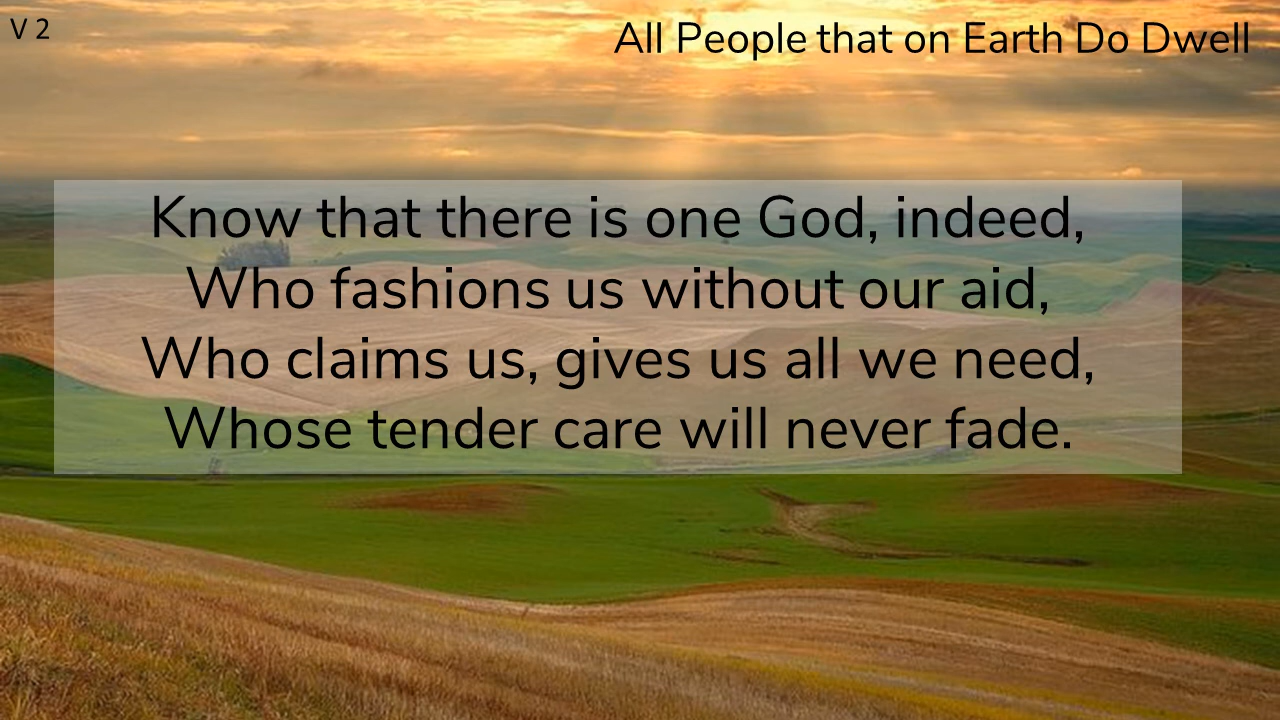 V 2
All People that on Earth Do Dwell
Know that there is one God, indeed,
Who fashions us without our aid,
Who claims us, gives us all we need,
Whose tender care will never fade.